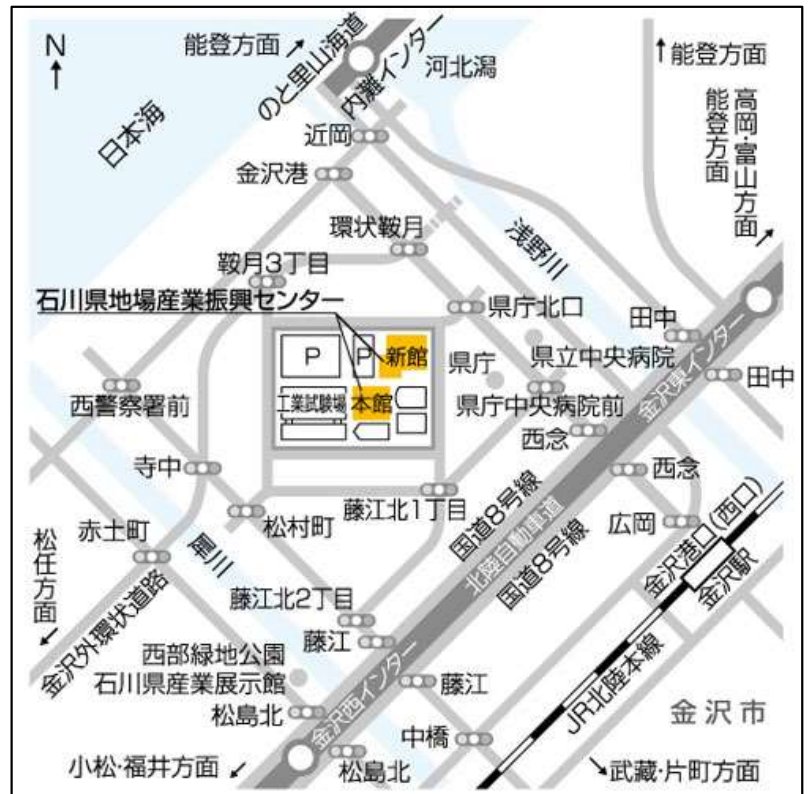 N
能登方面
のと里山海道
内灘インター
河北潟
能登方面
高岡・富山方面
能登方面
日本海
近岡
金沢港
環状鞍月
浅野川
鞍月3丁目
石川県地場産業振興センター
県庁北口
田中
P
P
新館
県庁
県立中央病院
金沢東インター
田中
西警察署前
工業試験場
本館
県庁中央病院前
西念
西念
寺中
藤江北1丁目
国道8号線
北陸自動車道
国道8号線
広岡
金沢港口(西口)
金沢駅
松村町
赤土町
松任方面
犀川
金沢外環状道路
藤江北2丁目
藤江
西部緑地公園
石川県産業展示館
藤江
JR北陸本線
金沢市
松島北
金沢西インター
中橋
小松・福井方面
松島北
武蔵・片町方面